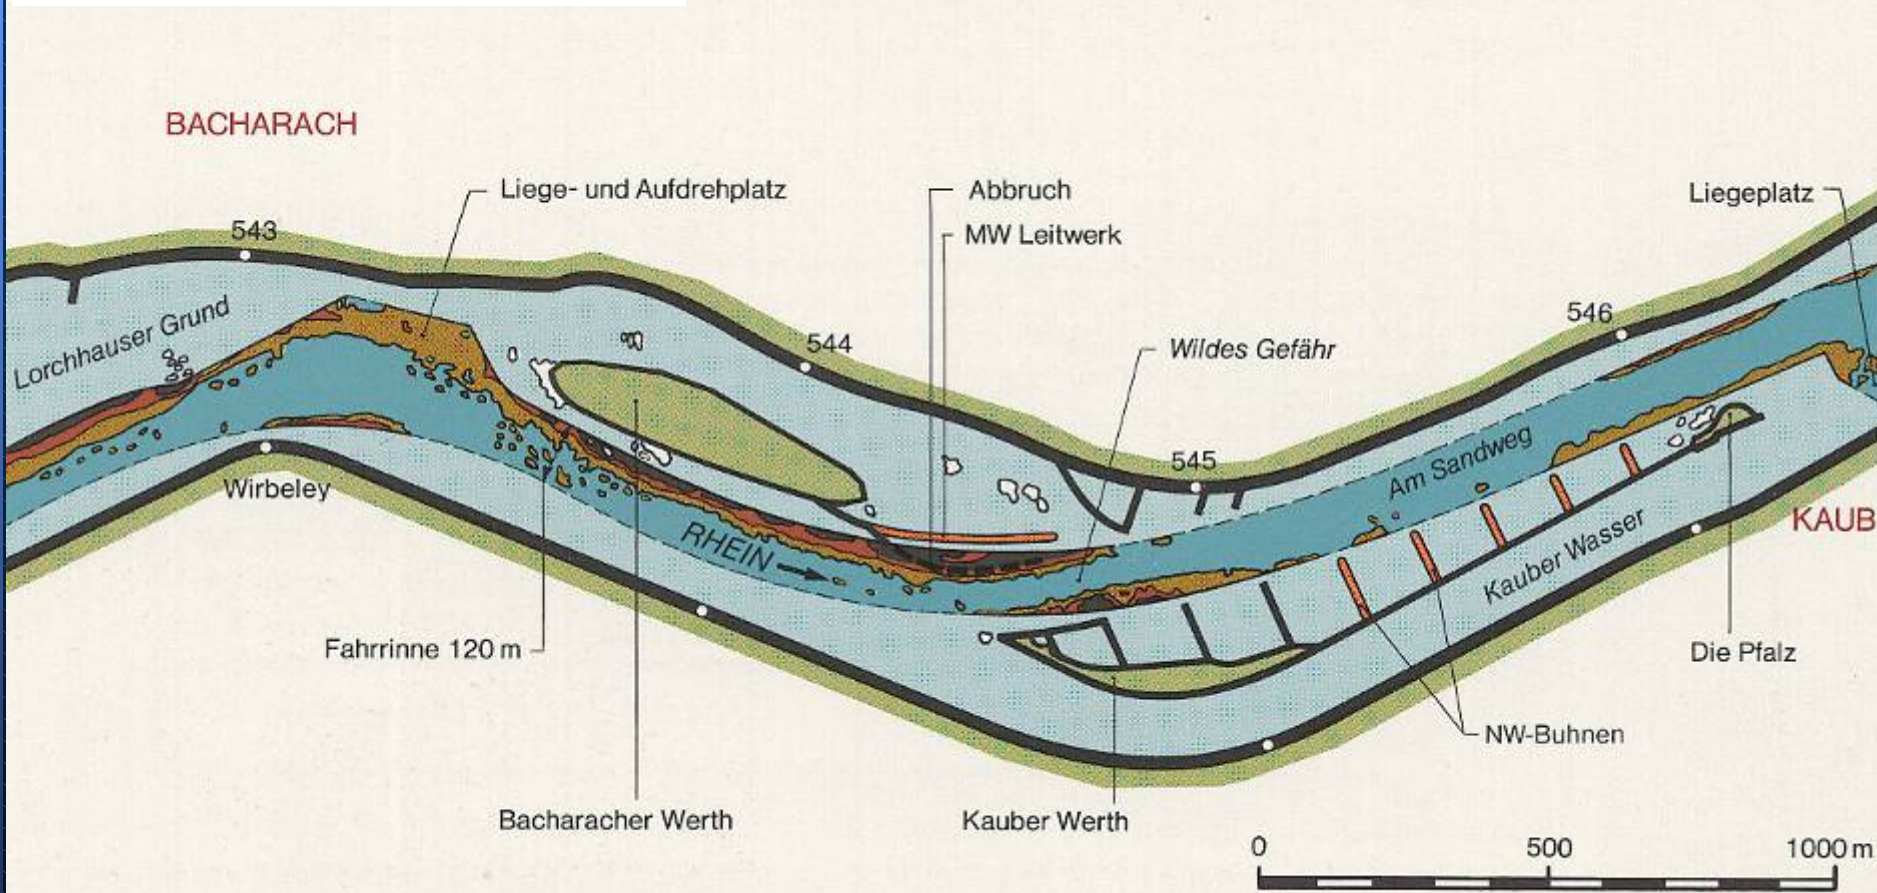 BACHARACH
Liege- und Aufdrehplatz
Abbruch
Liegeplatz
543
MW Leitwerk
546
Lorchhauser Grund
544
Wildes Gefähr
545
Am Sandweg
Wirbeley
RHEIN
KAUB
Kauber Wasser
Fahrrinne 120 m
Die Pfalz
NW-Buhnen
Bacharacher Werth
Kauber Werth
0 500 1000 m